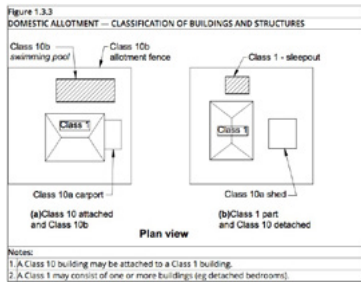 Figure 1.3.3
DOMESTIC ALLOTMENT — CLASSIFICATION OF BUILDINGS AND STRUCTURES
Class 10b
swimming pool
Class 10b
allotment fence
Class 1 - sleepout
Class 1
Class 1
Class 10a carport
Class 10a shed
(a)Class 10 attached
and Class 10b
(b)Class 1 part
and Class 10 detached
Plan view
Notes:
1. A Class 10 building may be attached to a Class 1 building.
2. A Class 1 may consist of one or more buildings (eg detached bedrooms).